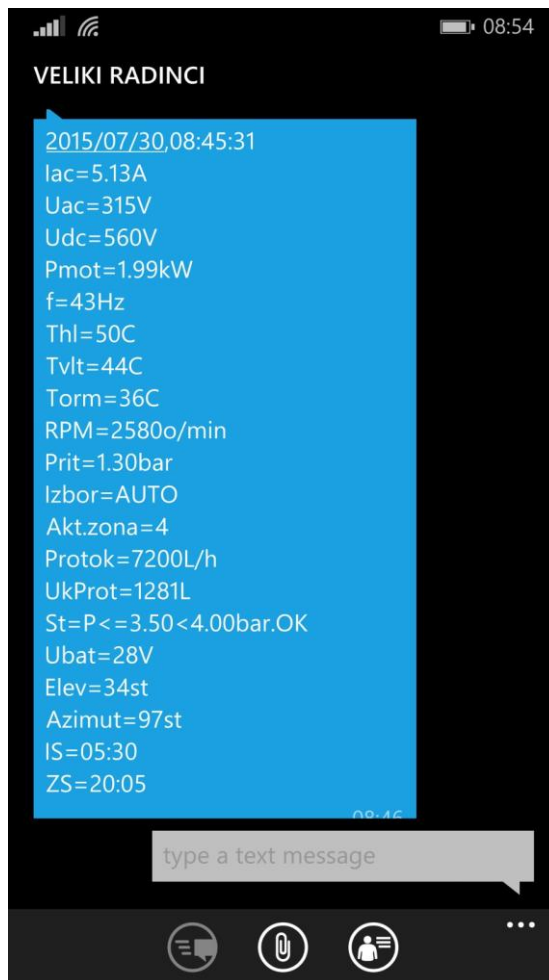 08:54
VELIKI RADINCI
2015/07/30,08:45:31
Iac=5.13A
Uac=315V
Udc=560V
Pmot=1.99kW
f=43Hz
Thl=50C
Tvlt=44C
Torm=36C
RPM=2580o/min
Prit=1.30bar
Izbor=AUTO
Akt.zona=4
Protok=7200L/h
UkProt=1281L
St=P<=3.50<4.00bar.OK
Ubat=28V
Elev=34st
Azimut=97st
IS=05:30
ZS=20:05
08:46
type a text message